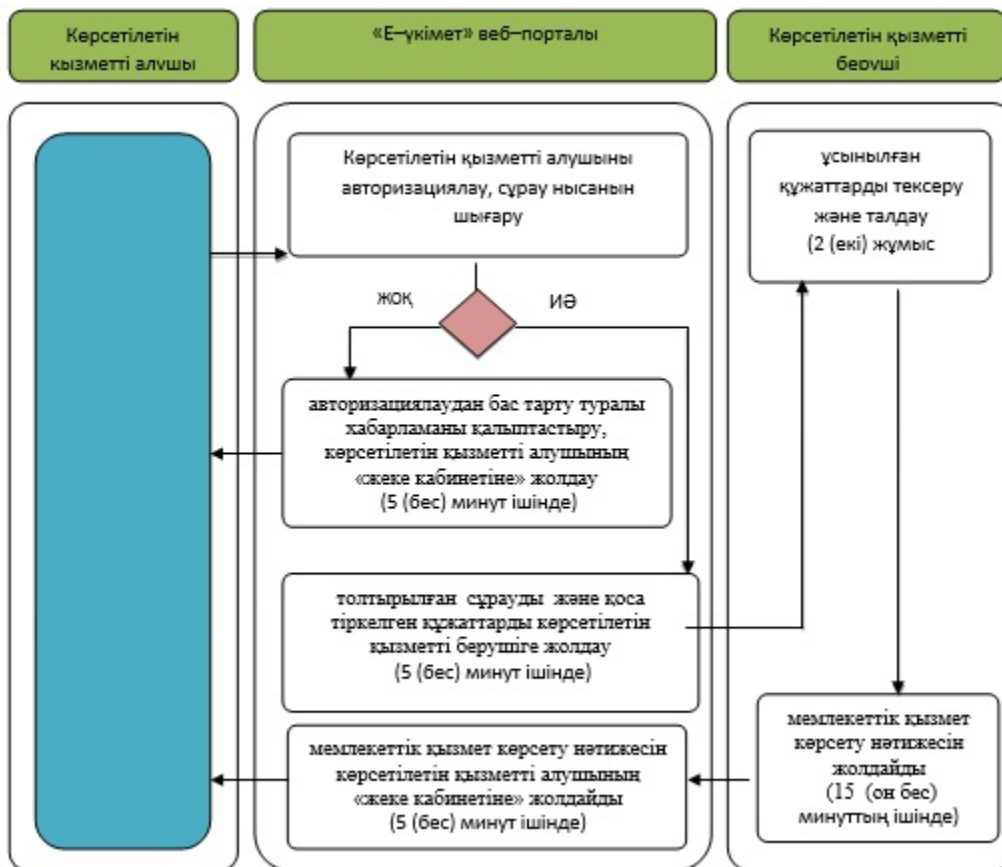 Көрсетілетін
қызметті алушы
«Е–үкімет» веб–порталы
Көрсетілетін қызметті
беруші
Көрсетілетін қызметті алушыны
авторизациялау, сұрау нысанын
шығару
жоқ
иә
авторизациялаудан бас тарту туралы
хабарламаны қалыптастыру,
көрсетілетін қызметті алушының
«жеке кабинетіне» жолдау
(5 (бес) минут ішінде)
толтырылған сұрауды және қоса
тіркелген құжаттарды көрсетілетін
қызметті берушіге жолдау
(5 (бес) минут ішінде)
мемлекеттік қызмет көрсету нәтижесін
көрсетілетін қызметті алушының
«жеке кабинетіне» жолдайды
(5 (бес) минут ішінде)
ұсынылған
құжаттарды тексеру
және талдау
(2 (екі) жұмыс
мемлекеттік қызмет
көрсету нәтижесін
жолдайды
(15 (он бес)
минуттың ішінде)